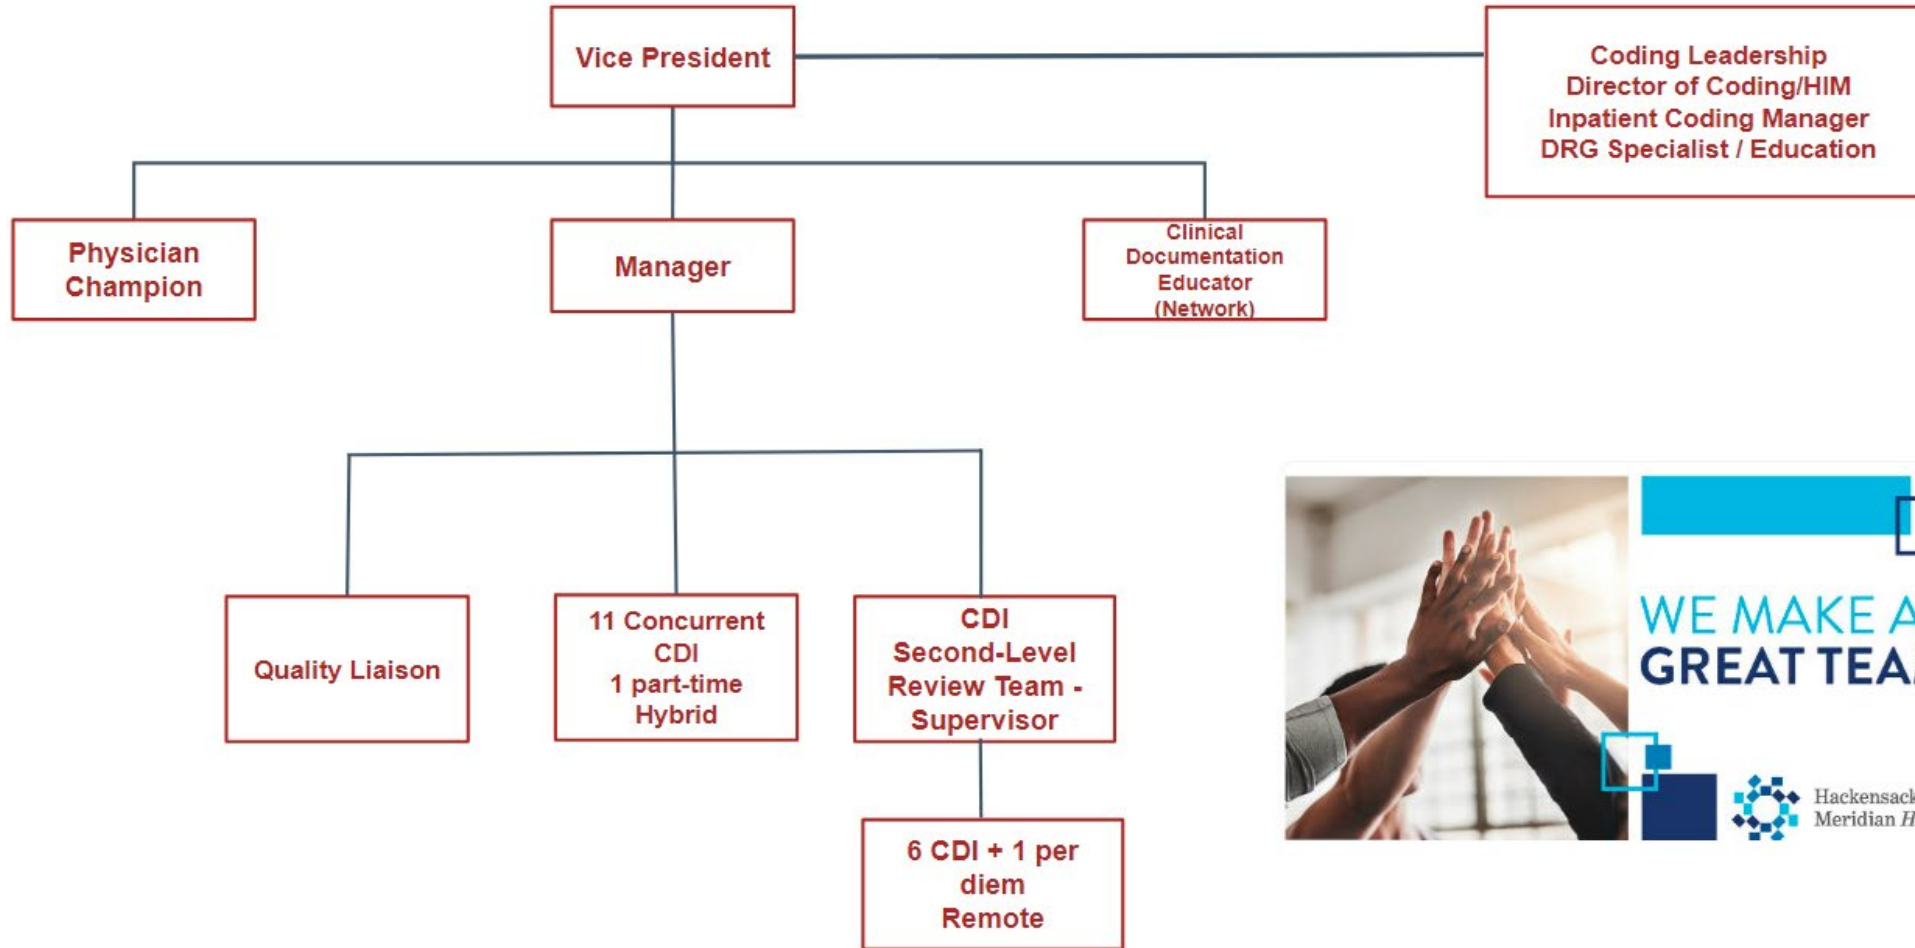 Vice President
Coding Leadership
Director of Coding/HIM
Inpatient Coding Manager
DRG Specialist / Education
Physician
Champion
Manager
Clinical
Documentation
Educator
(Network)
Quality Liaison
11 Concurrent
CDI
1 part-time
Hybrid
CDI
Second-Level
Review Team -
Supervisor
6 CDI + 1 per
diem
Remote
WE MAKE A
GREAT TEA
Hackensack
Meridian H